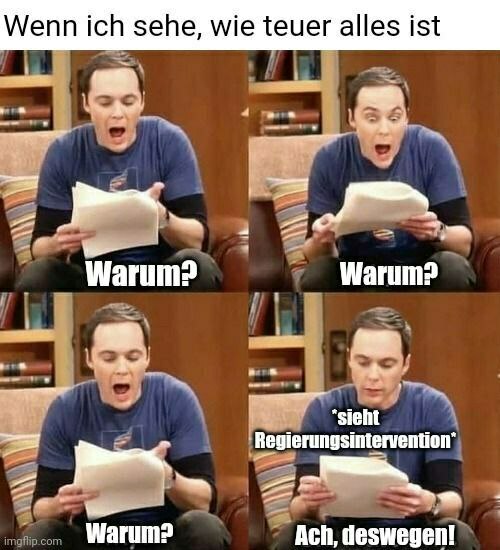 Wenn ich sehe, wie teuer alles ist
Warum?
Warum?
Warum?
*sieht
Regierungsintervention*
Ach, deswegen!
imgflip.com